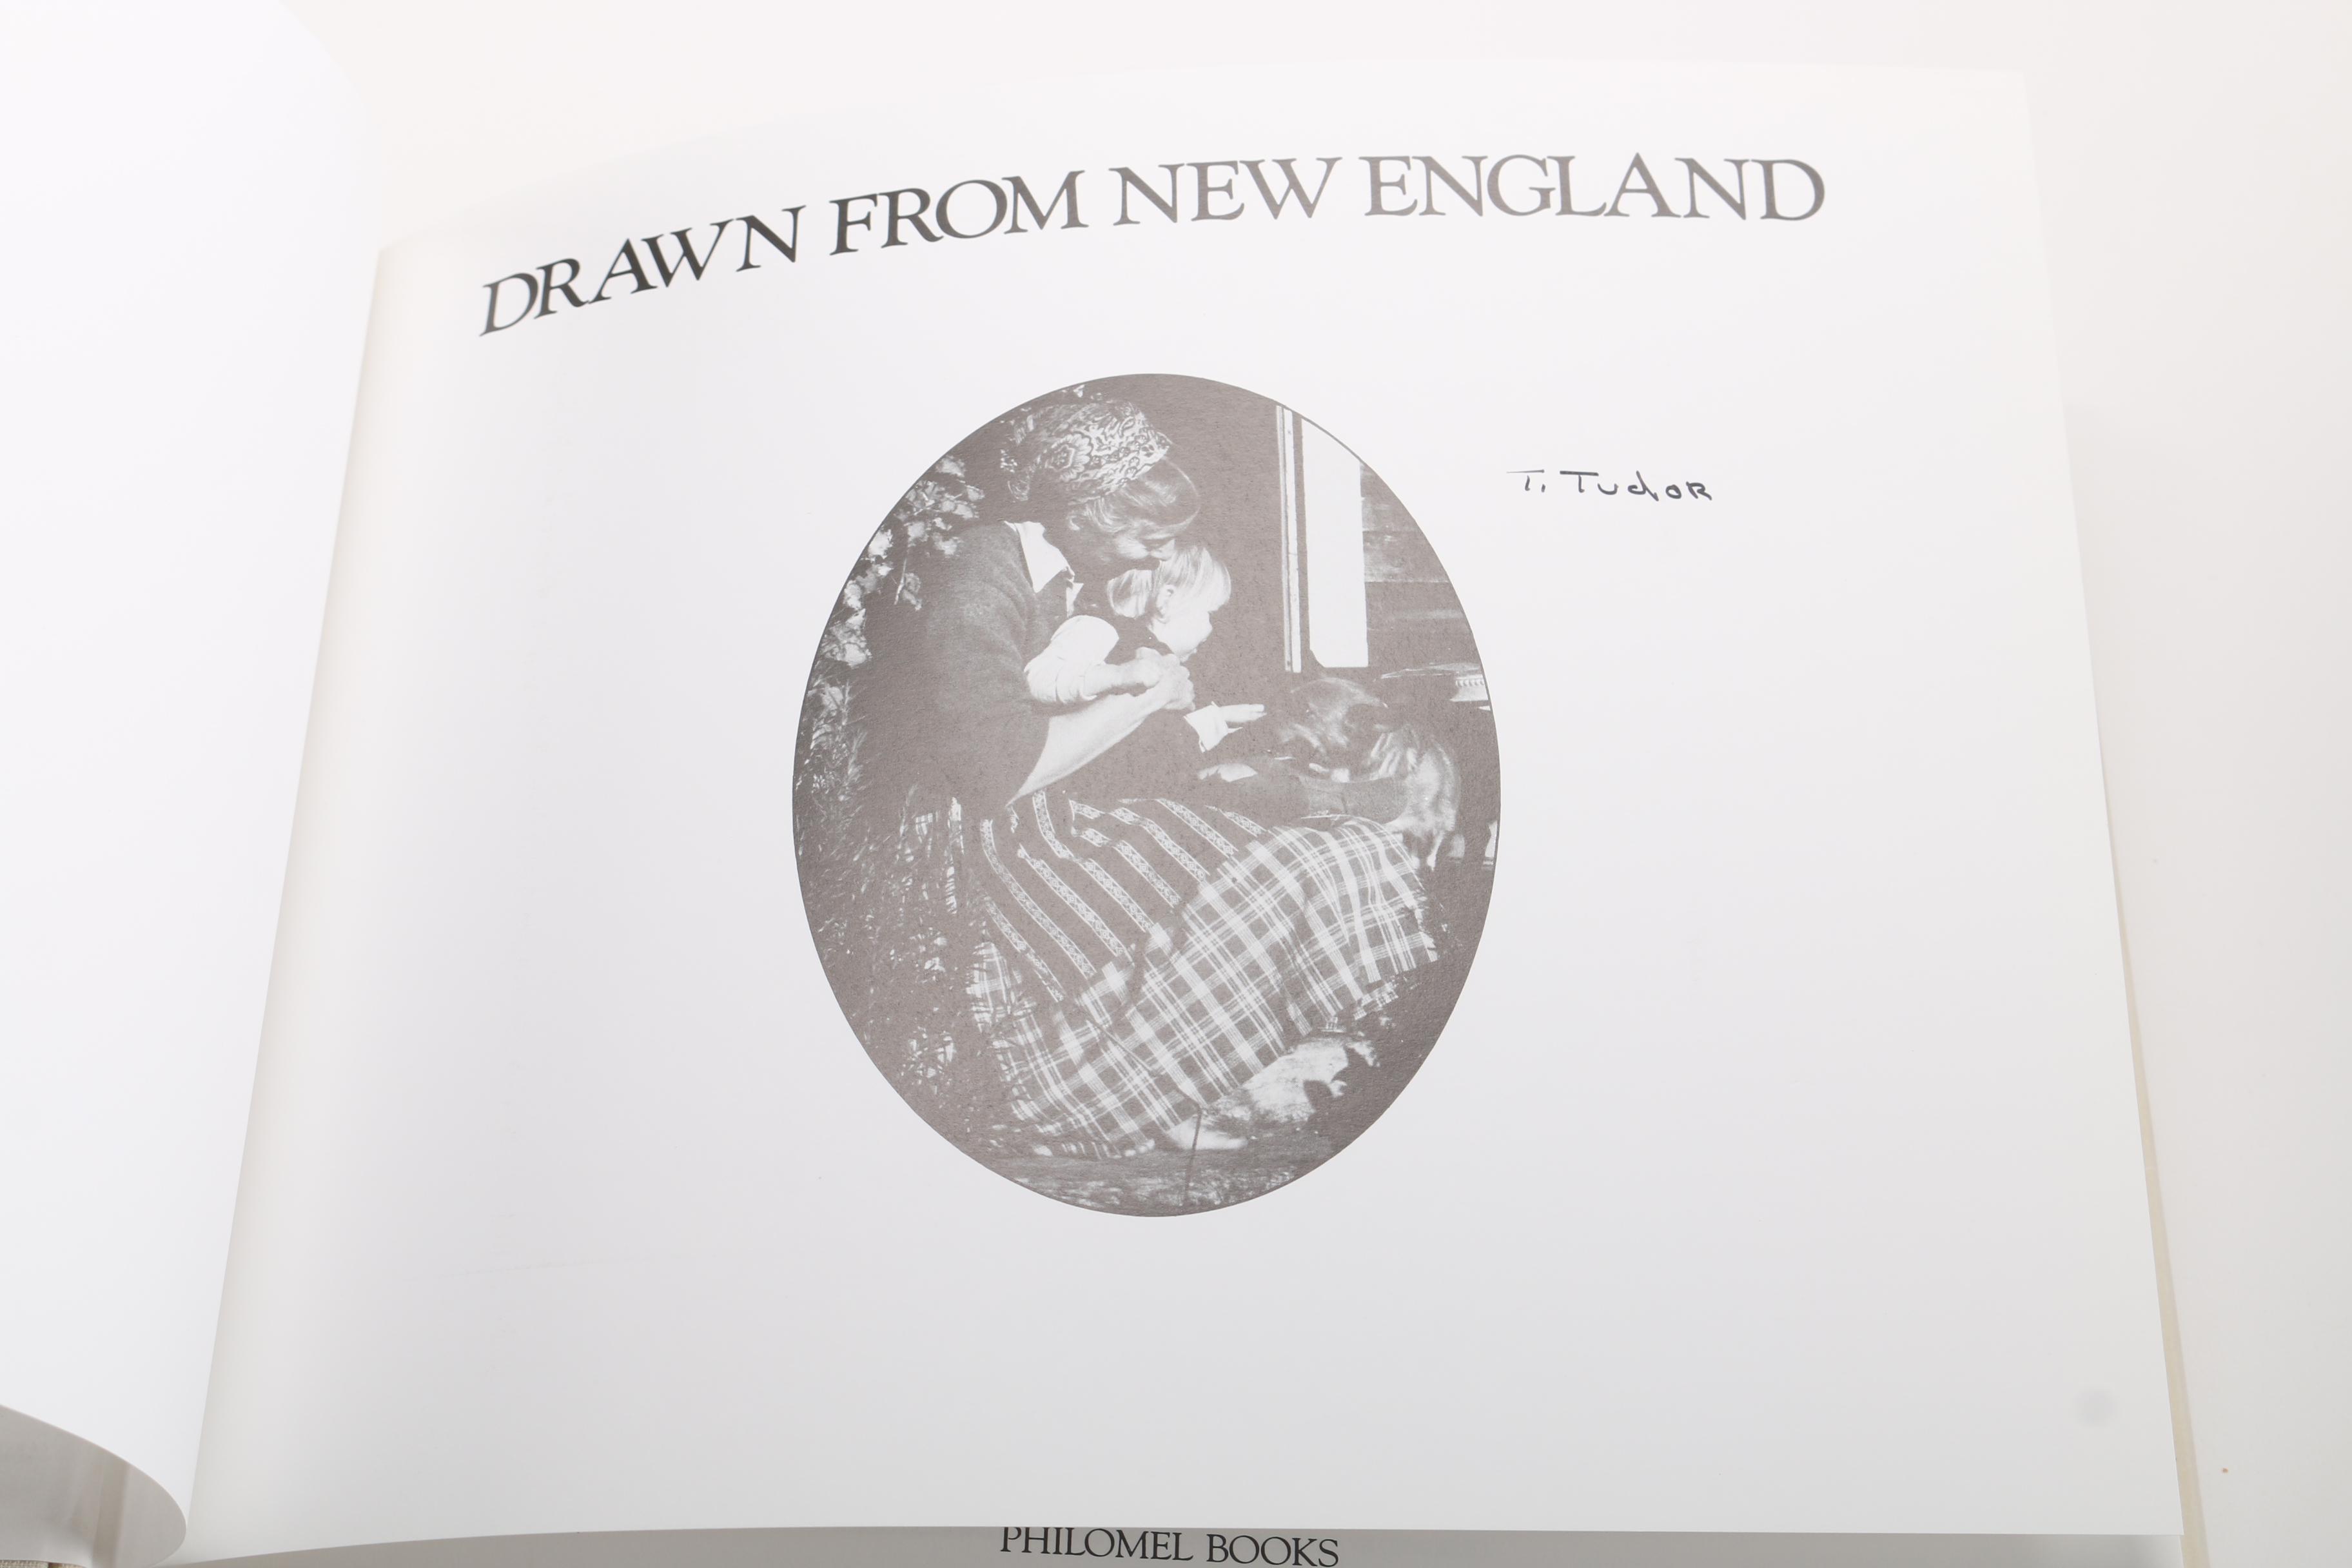 DRAWN FROM NEW ENGLAND
T. TudoR
PHILOMEL BOOKS